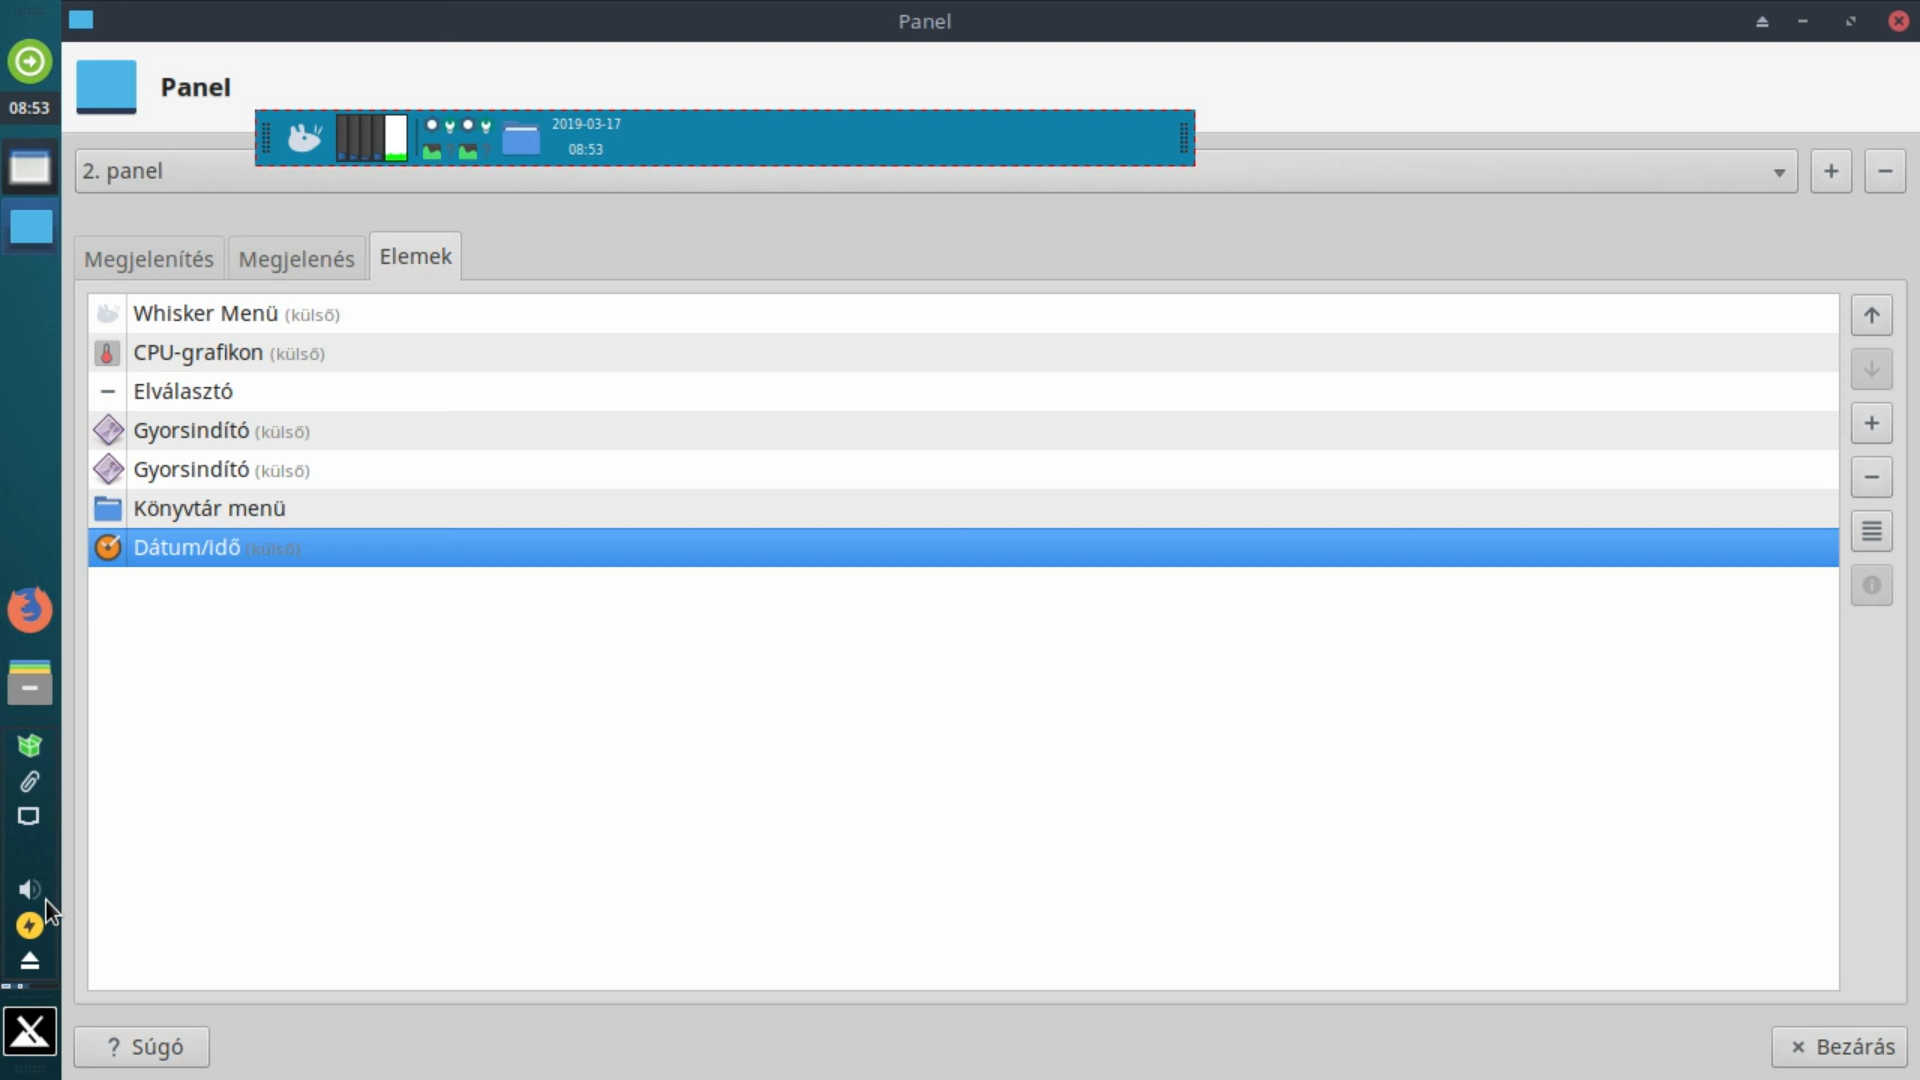 Panel
08:53
Panel
2019-03-17
08:53
2. panel
Megjelenítés
Megjelenés
Elemek
Whisker Menü (külső)
CPU-grafikon (külső)
Elválasztó
Gyorsindító (külső)
Gyorsindító (külső)
Könyvtár menü
Dátum/idő (külső)
? Súgó
× Bezárás